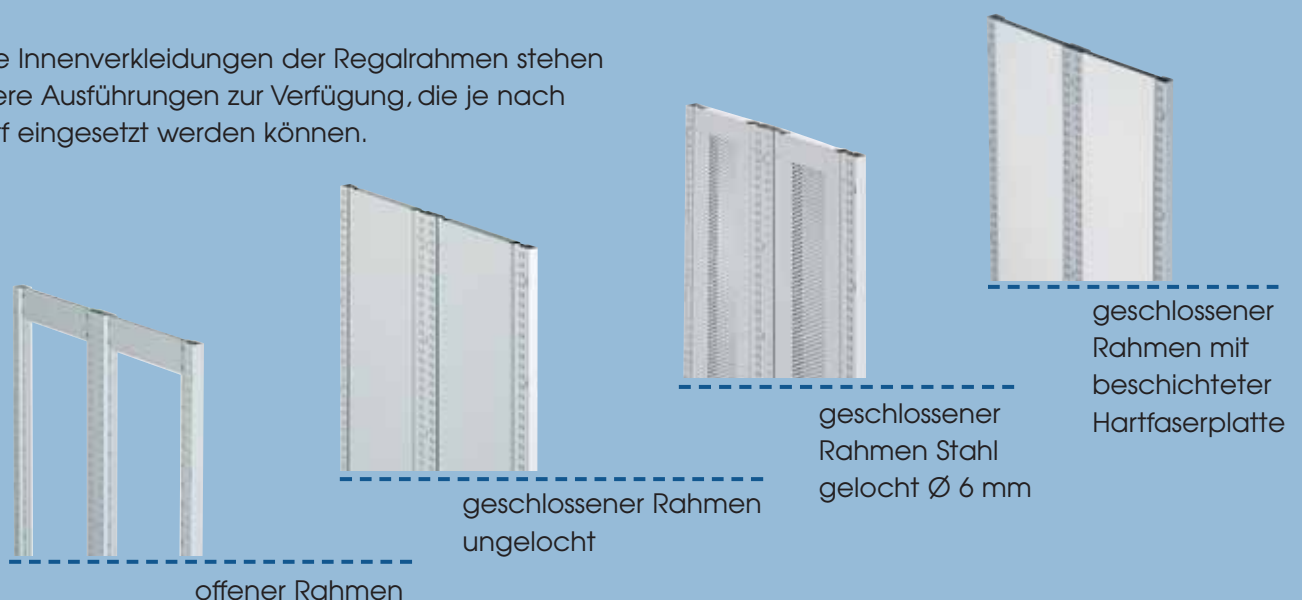 Innenverkleidungen der Regalrahmen stehen
Ausführungen zur Verfügung, die je nach
eingesetzt werden können.
geschlossener
Rahmen mit
beschichteter
Hartfaserplatte
geschlossener
Rahmen Stahl
gelocht Ø 6 mm
geschlossener Rahmen
ungelocht
offener Rahmen